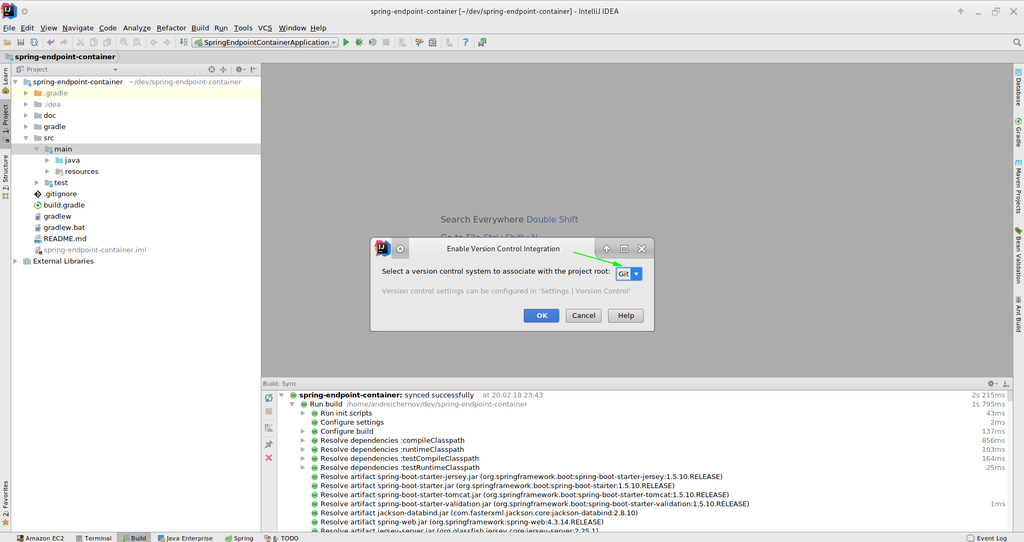 spring-endpoint-container [~/dev/spring-endpoint-container] - IntelliJ IDEA
File Edit View Navigate Code Analyze Refactor Build Run Tools VCS Window Help
SpringEndpointContainerApplication
spring-endpoint-container
Learn
1: Project
7: Structure
2: Favorites
Project
spring-endpoint-container ~/dev/spring-endpoint-container
.gradle
.idea
doc
gradle
src
main
java
resources
test
.gitignore
build.gradle
gradlew
gradlew.bat
README.md
spring-endpoint-container.iml
External Libraries
Search Everywhere Double Shift
Go to File Ctrl+Shift+N
Enable Version Control Integration
Select a version control system to associate with the project root: Git
Version control settings can be configured in 'Settings | Version Control'
OK Cancel Help
Database
Gradle
Maven Projects
Bean Validation
Ant Build
Build: Sync
spring-endpoint-container: synced successfully at 20.02.18 23:43 2s 215ms
Run build /home/andreichernov/dev/spring-endpoint-container 1s 795ms
Run init scripts 43ms
Configure settings 2ms
Configure build 137ms
Resolve dependencies :compileClasspath 856ms
Resolve dependencies :runtimeClasspath 103ms
Resolve dependencies :testCompileClasspath 164ms
Resolve dependencies :testRuntimeClasspath 25ms
Resolve artifact spring-boot-starter-jersey.jar (org.springframework.boot:spring-boot-starter-jersey:1.5.10.RELEASE)
Resolve artifact spring-boot-starter.jar (org.springframework.boot:spring-boot-starter:1.5.10.RELEASE)
Resolve artifact spring-boot-starter-tomcat.jar (org.springframework.boot:spring-boot-starter-tomcat:1.5.10.RELEASE)
Resolve artifact spring-boot-starter-validation.jar (org.springframework.boot:spring-boot-starter-validation:1.5.10.RELEASE) 1ms
Resolve artifact jackson-databind.jar (com.fasterxml.jackson.core:jackson-databind:2.8.10)
Resolve artifact spring-web.jar (org.springframework:spring-web:4.3.14.RELEASE)
Resolve artifact jersey-server.jar (org.glassfish.jersey.core:jersey-server:2.25.1)
Amazon EC2 Terminal Build Java Enterprise Spring 6: TODO Event Log